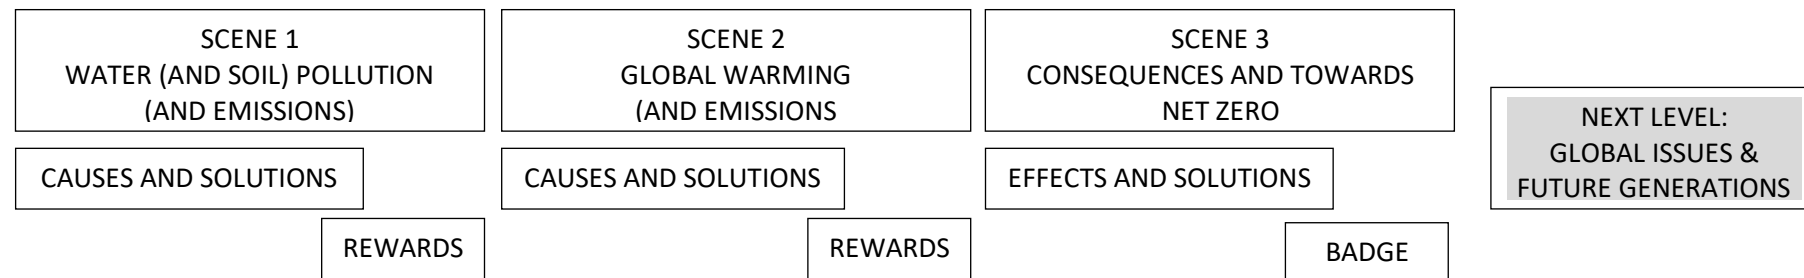 SCENE 1
WATER (AND SOIL) POLLUTION
(AND EMISSIONS)
CAUSES AND SOLUTIONS
REWARDS
SCENE 2
GLOBAL WARMING
(AND EMISSIONS
CAUSES AND SOLUTIONS
REWARDS
SCENE 3
CONSEQUENCES AND TOWARDS
NET ZERO
EFFECTS AND SOLUTIONS
BADGE
NEXT LEVEL:
GLOBAL ISSUES &
FUTURE GENERATIONS